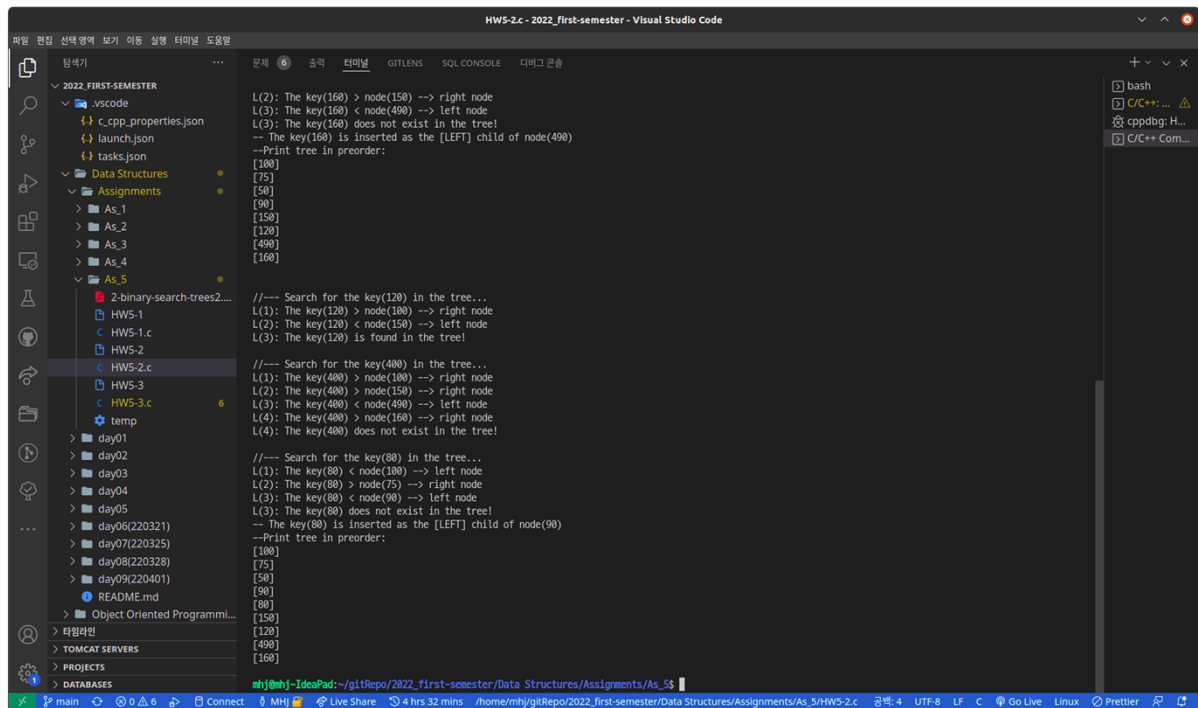 HW5-2.c - 2022_first-semester - Visual Studio Code
파일 편집 선택 영역 보기 이동 실행 터미널 도움말
탐색기 ...
2022_FIRST-SEMESTER
.vscode
{-} c_cpp_properties.json
{-} launch.json
{-} tasks.json
Data Structures
Assignments
As_1
As_2
As_3
As_4
As_5
2-binary-search-trees2....
HW5-1
C HW5-1.c
HW5-2
C HW5-2.c
HW5-3
C HW5-3.c 6
temp
day01
day02
day03
day04
day05
day06(220321)
day07(220325)
day08(220328)
day09(220401)
README.md
Object Oriented Programmi...
타임라인
TOMCAT SERVERS
PROJECTS
DATABASES
1
문제 6 출력 터미널 GITLENS SQL CONSOLE 디버그 콘솔
L(2): The key(160) > node(150) --> right node
L(3): The key(160) < node(490) --> left node
L(3): The key(160) does not exist in the tree!
-- The key(160) is inserted as the [LEFT] child of node(490)
--Print tree in preorder:
[100]
[75]
[50]
[90]
[150]
[120]
[490]
[160]
//--- Search for the key(120) in the tree...
L(1): The key(120) > node(100) --> right node
L(2): The key(120) < node(150) --> left node
L(3): The key(120) is found in the tree!
//--- Search for the key(400) in the tree...
L(1): The key(400) > node(100) --> right node
L(2): The key(400) > node(150) --> right node
L(3): The key(400) < node(490) --> left node
L(4): The key(400) > node(160) --> right node
L(4): The key(400) does not exist in the tree!
//--- Search for the key(80) in the tree...
L(1): The key(80) < node(100) --> left node
L(2): The key(80) > node(75) --> right node
L(3): The key(80) < node(90) --> left node
L(3): The key(80) does not exist in the tree!
-- The key(80) is inserted as the [LEFT] child of node(90)
--Print tree in preorder:
[100]
[75]
[50]
[90]
[80]
[150]
[120]
[490]
[160]
mhj@mhj-IdeaPad:~/gitRepo/2022_first-semester/Data Structures/Assignments/As_5$
bash
C/C++: ...
cppdbg: H...
C/C++ Com...
main 0 6 Connect MHJ Live Share 4 hrs 32 mins /home/mhj/gitRepo/2022_first-semester/Data Structures/Assignments/As_5/HW5-2.c 공백: 4 UTF-8 LF C Go Live Linux Prettier